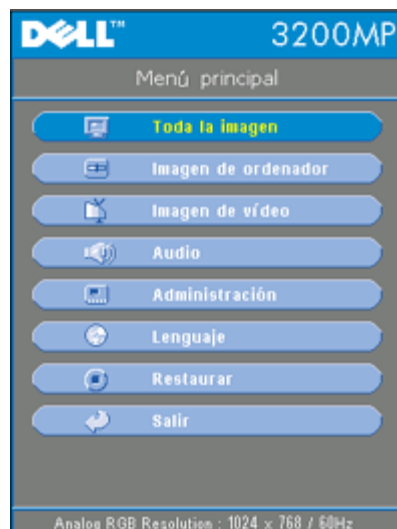 DELL™ 3200MP
Menú principal
Toda la imagen
Imagen de ordenador
Imagen de vídeo
Audio
Administración
Lenguaje
Restaurar
Salir
Analog RGB Resolution : 1024 x 768 / 60Hz